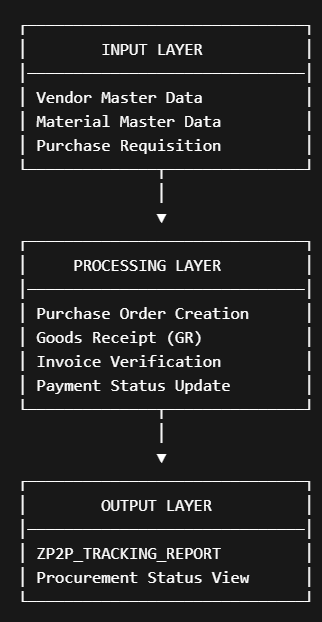 INPUT LAYER
Vendor Master Data
Material Master Data
Purchase Requisition
PROCESSING LAYER
Purchase Order Creation
Goods Receipt (GR)
Invoice Verification
Payment Status Update
OUTPUT LAYER
ZP2P_TRACKING_REPORT
Procurement Status View